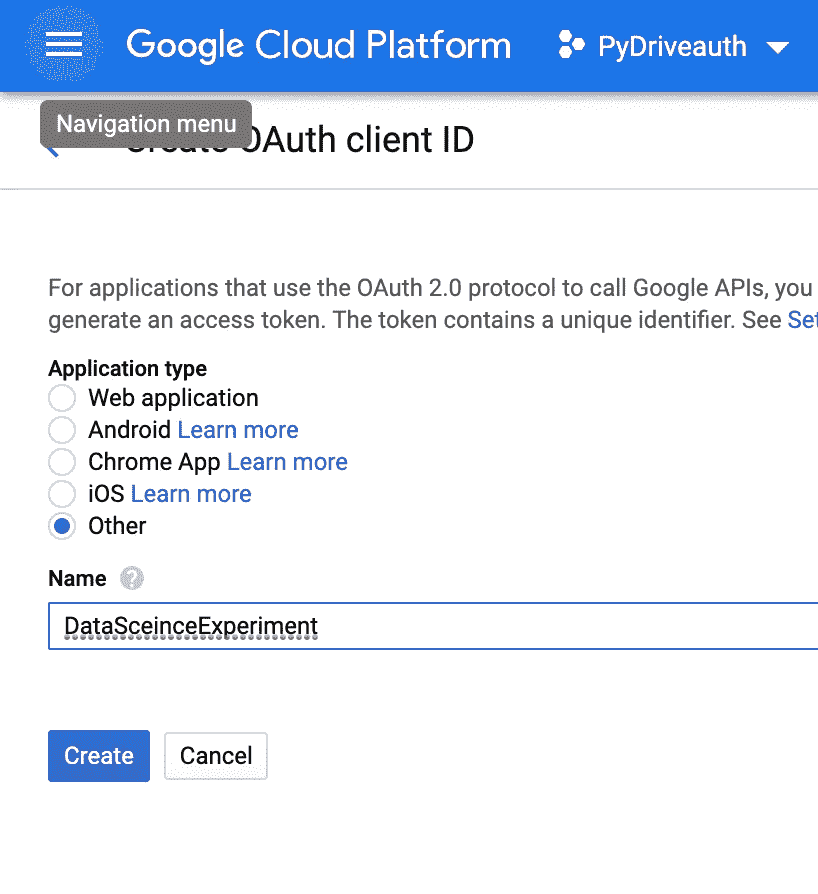 Google Cloud Platform PyDriveauth
Navigation menu
Create OAuth client ID
For applications that use the OAuth 2.0 protocol to call Google APIs, you
generate an access token. The token contains a unique identifier. See Set
Application type
Web application
Android Learn more
Chrome App Learn more
iOS Learn more
Other
Name ?
DataSceinceExperiment
Create Cancel